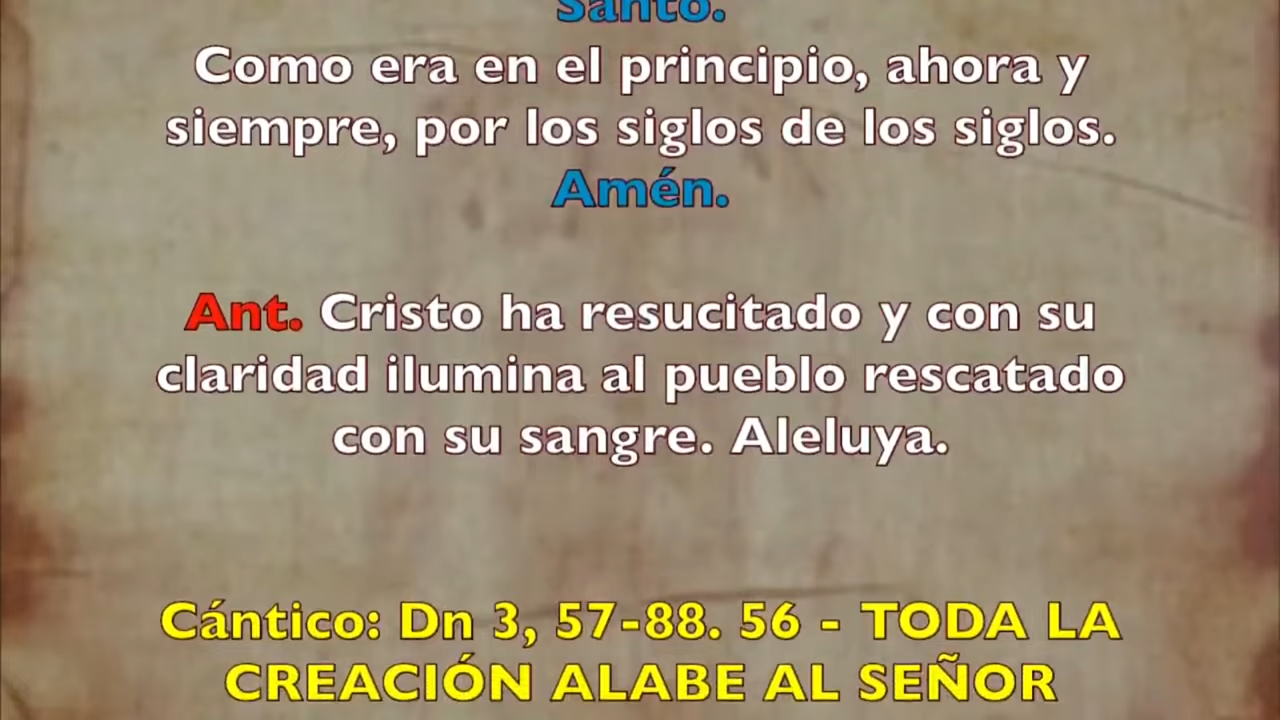 Santo.
Como era en el principio, ahora y
siempre, por los siglos de los siglos.
Amén.
Ant. Cristo ha resucitado y con su
claridad ilumina al pueblo rescatado
con su sangre. Aleluya.
Cántico: Dn 3, 57-88. 56 - TODA LA
CREACIÓN ALABE AL SEÑOR